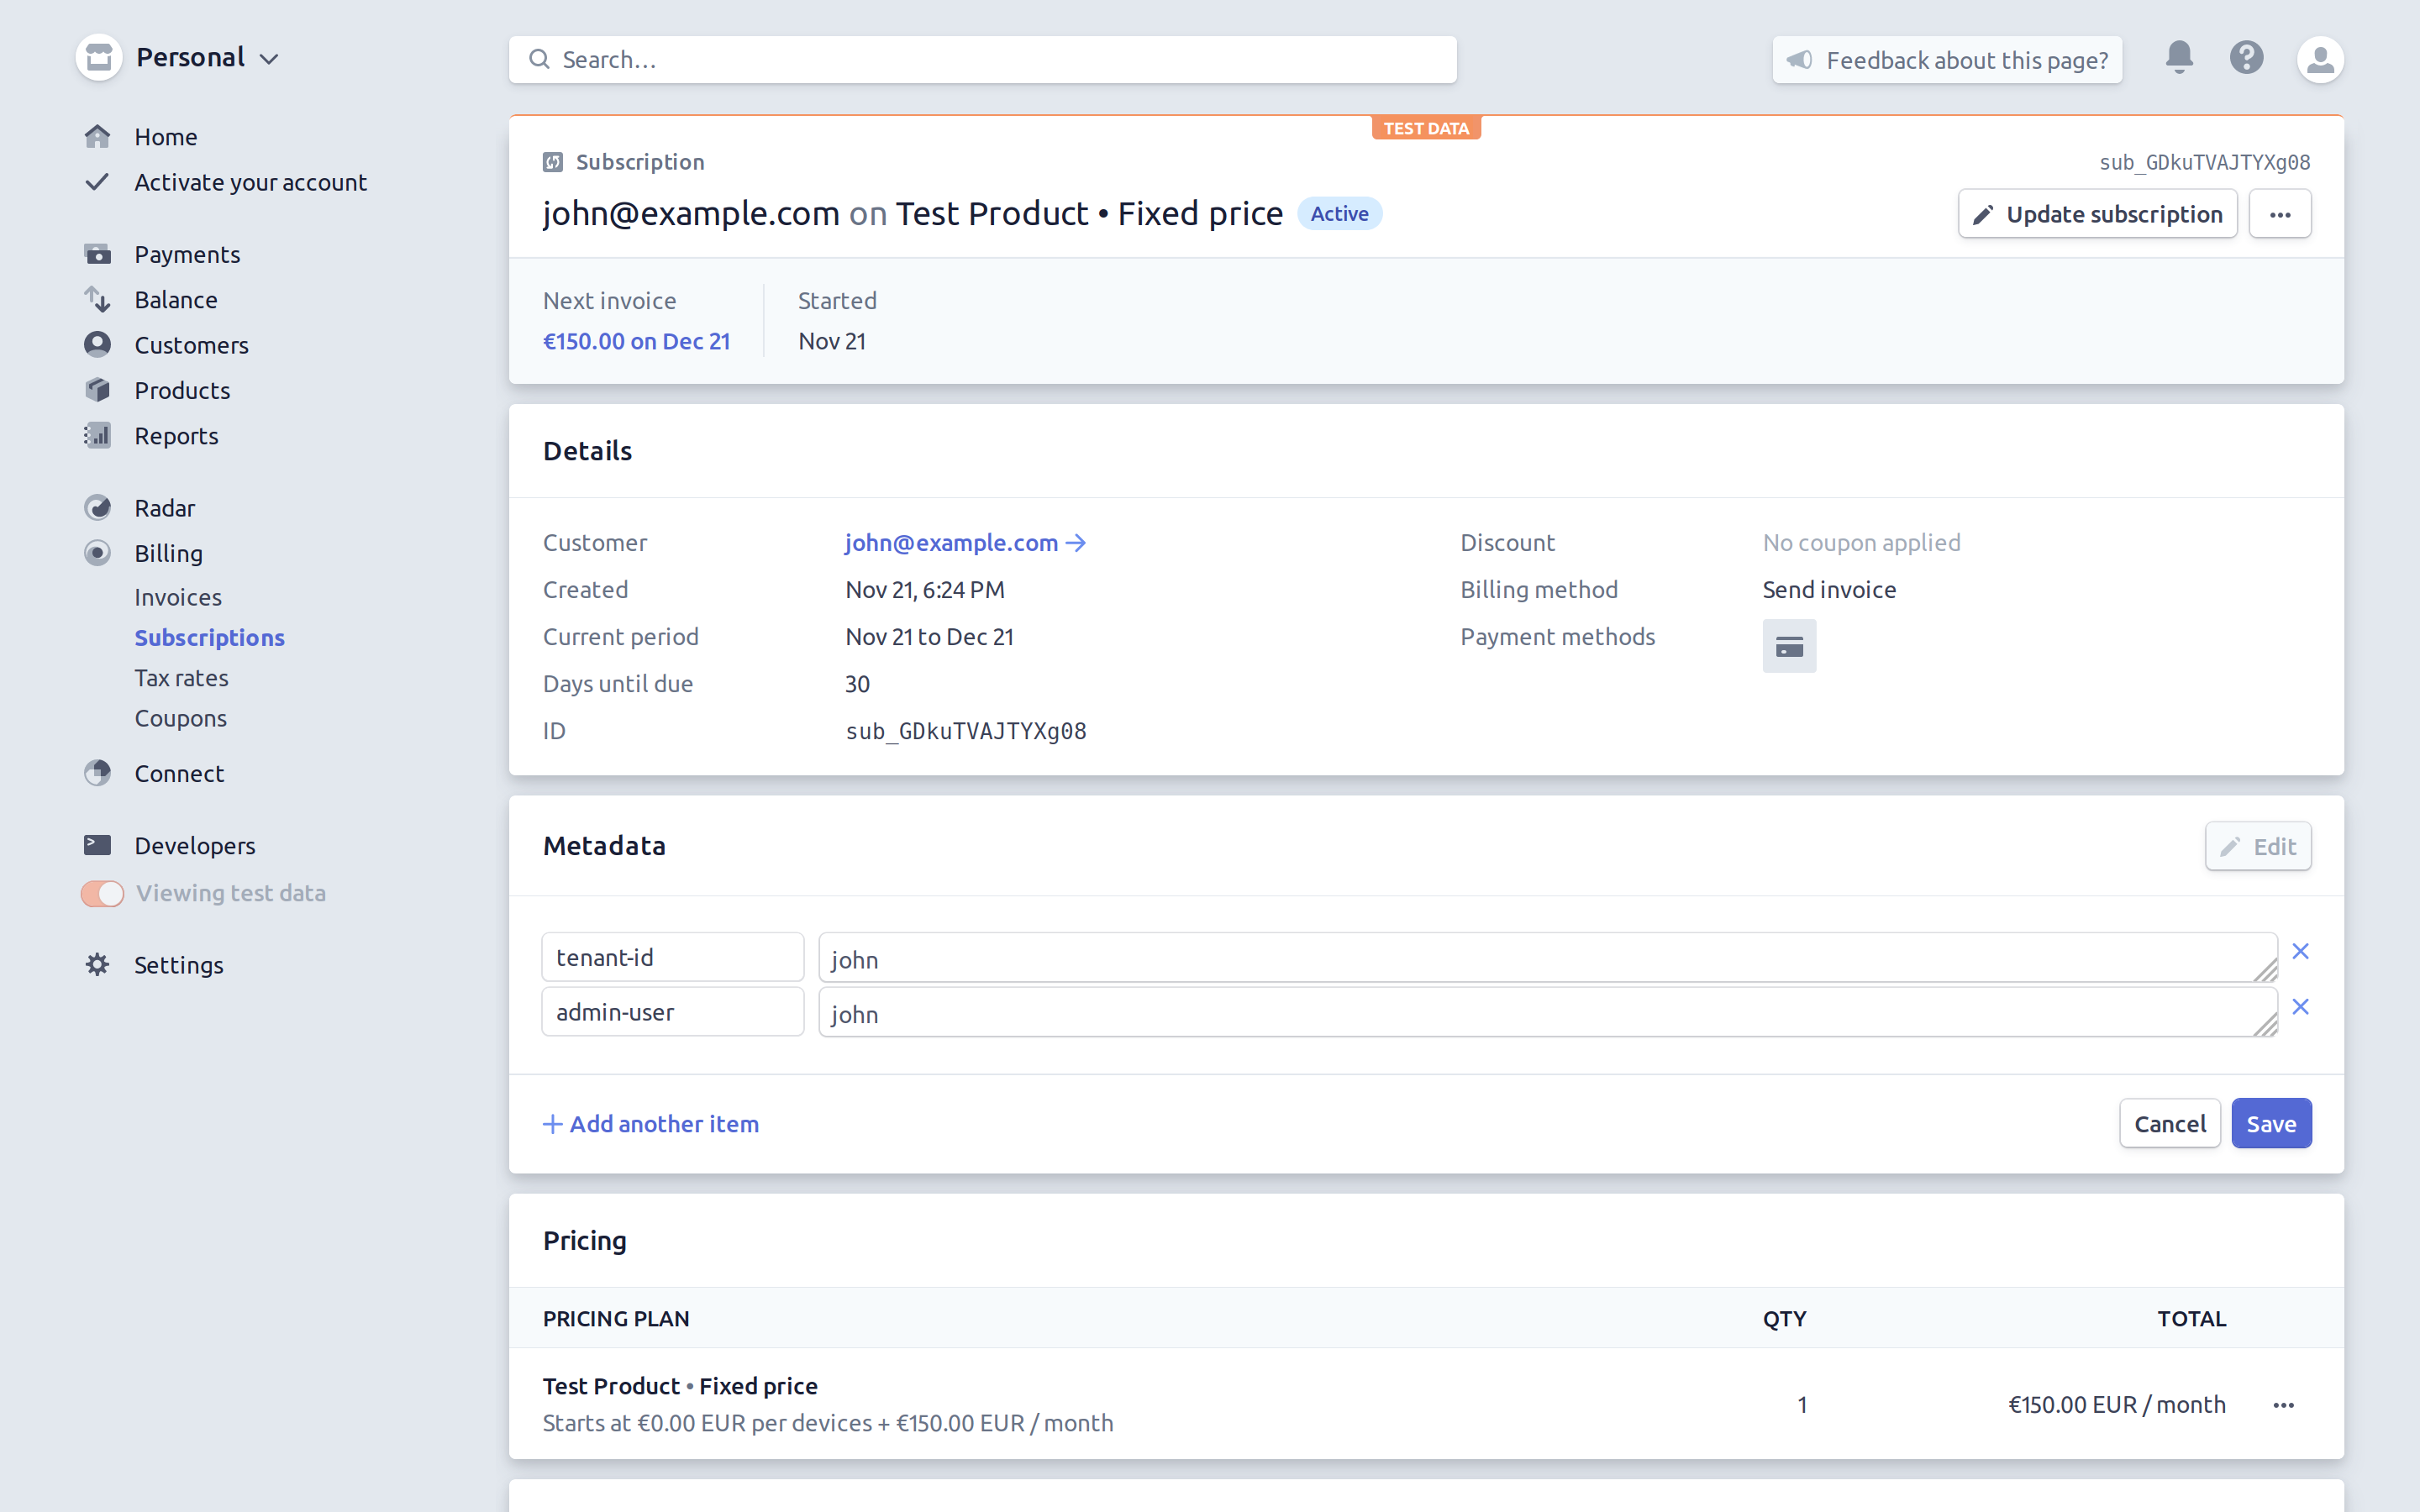 Personal
Search...
Feedback about this page?
Home
Activate your account
Payments
Balance
Customers
Products
Reports
Radar
Billing
Invoices
Subscriptions
Tax rates
Coupons
Connect
Developers
Viewing test data
Settings
TEST DATA
Subscription
sub_GDkuTVAJTYXg08
john@example.com on Test Product • Fixed price Active
Update subscription
Next invoice
€150.00 on Dec 21
Started
Nov 21
Details
Customer john@example.com
Created Nov 21, 6:24 PM
Current period Nov 21 to Dec 21
Days until due 30
ID sub_GDkuTVAJTYXg08
Discount No coupon applied
Billing method Send invoice
Payment methods
Metadata
Edit
tenant-id john
admin-user john
Add another item
Cancel Save
Pricing
PRICING PLAN QTY TOTAL
Test Product • Fixed price
Starts at €0.00 EUR per devices + €150.00 EUR / month
1 €150.00 EUR / month